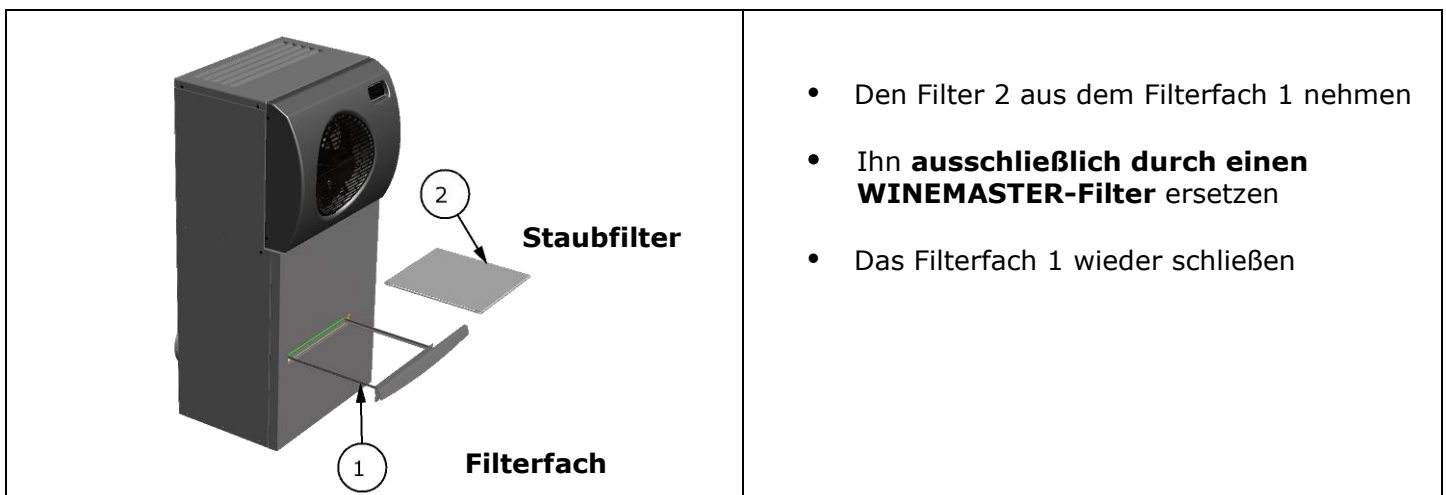 2
Staubfilter
1
Filterfach
• Den Filter 2 aus dem Filterfach 1 nehmen
• Ihn ausschließlich durch einen
WINEMASTER-Filter ersetzen
• Das Filterfach 1 wieder schließen